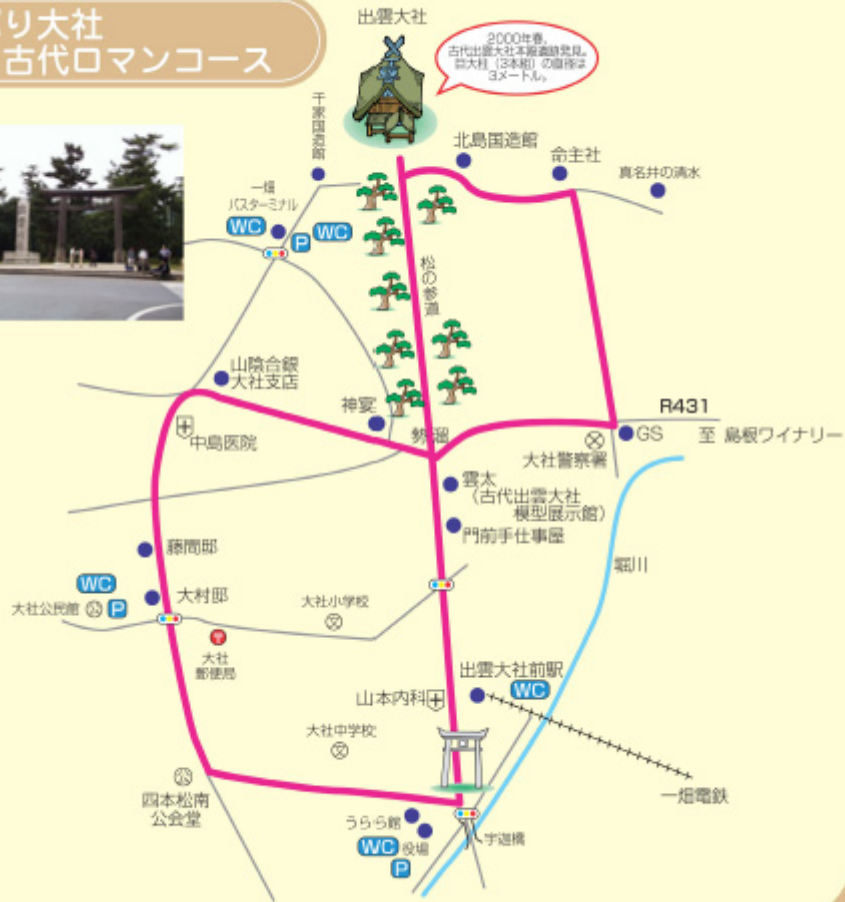 り大社
古代ロマンコース
出雲大社
2000年春、
古代出雲大社本殿遺跡発見。
巨大柱（3本組）の直径は
3メートル。
千家国造館
北島国造館
命主社
真名井の清水
一畑
バスターミナル
WC
P
WC
松の参道
山陰合銀
大社支店
神宴
勢溜
R431
中島医院
大社警察署
GS
至 島根ワイナリー
雲太
（古代出雲大社
模型展示館）
門前手仕事屋
堀川
藤間邸
WC
大村邸
大社公民館
P
大社小学校
大社
郵便局
出雲大社前駅
WC
山本内科
大社中学校
四本松南
公会堂
一畑電鉄
うらら館
宇迦橋
WC
役場
P